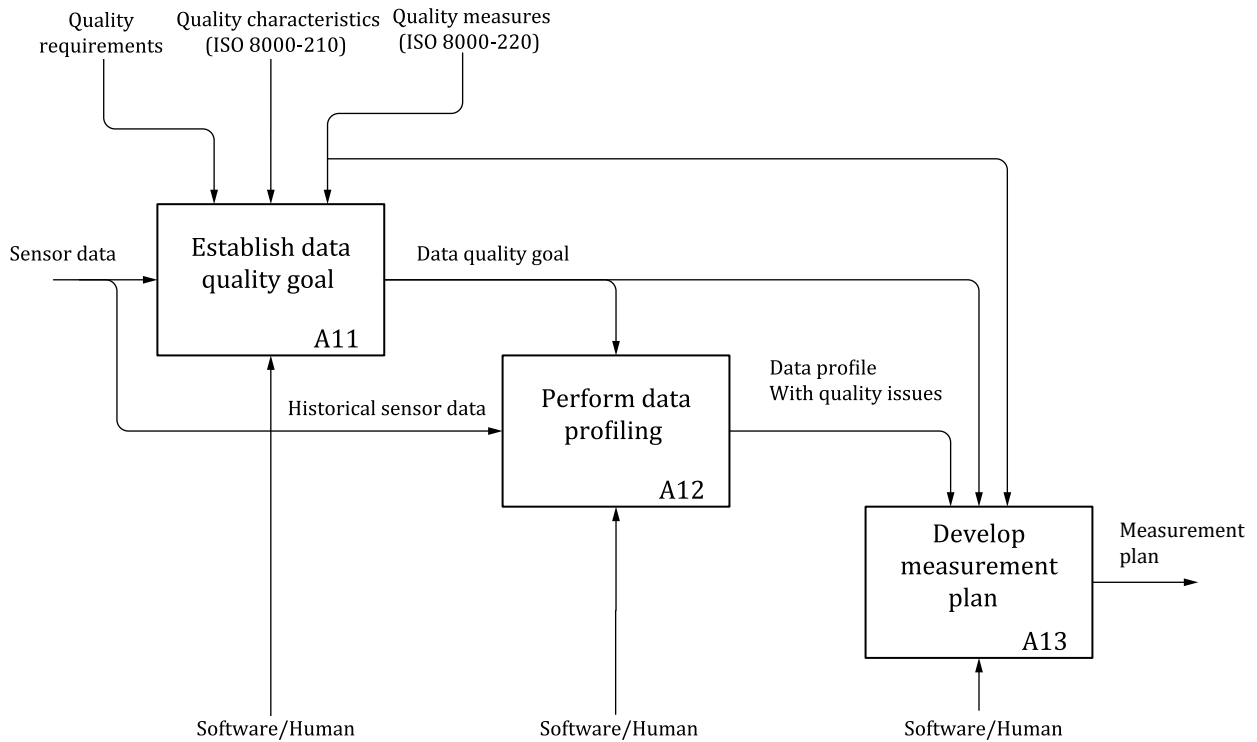 Quality
requirements
Quality characteristics
(ISO 8000-210)
Quality measures
(ISO 8000-220)
Sensor data
Establish data
quality goal
A11
Data quality goal
Historical sensor data
Perform data
profiling
A12
Data profile
With quality issues
Develop
measurement
plan
A13
Measurement
plan
Software/Human
Software/Human
Software/Human